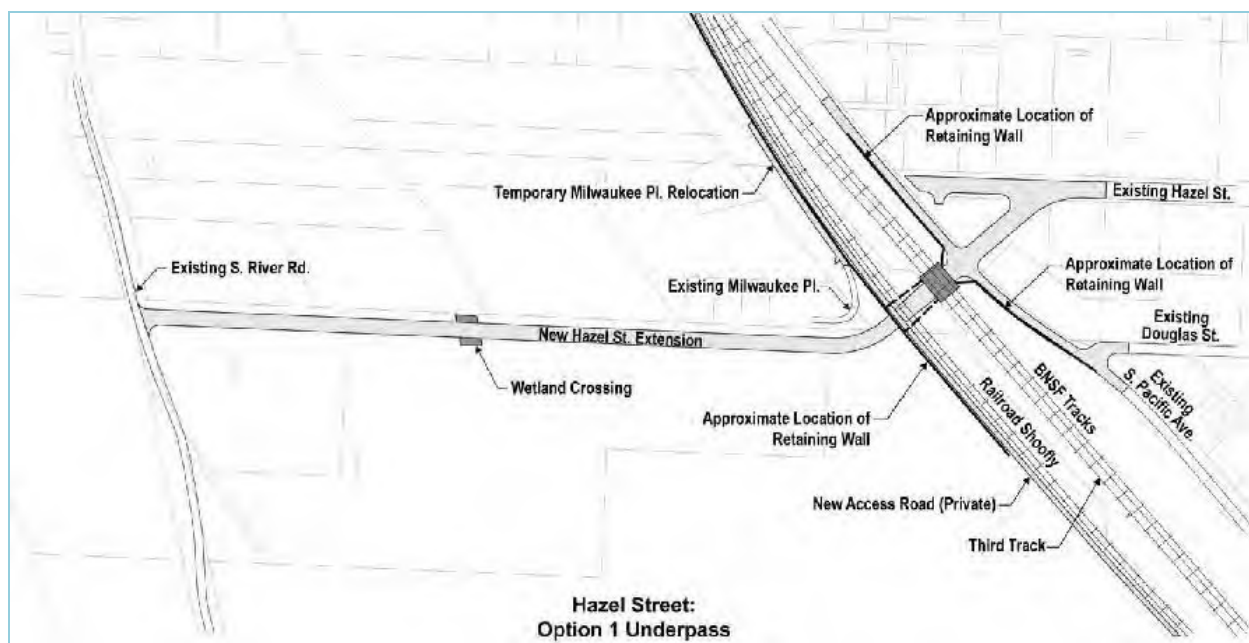 Approximate Location of
Retaining Wall
Temporary Milwaukee Pl. Relocation
Existing Hazel St.
Existing S. River Rd.
Approximate Location of
Retaining Wall
Existing Milwaukee Pl.
New Hazel St. Extension
Existing
Douglas St.
Existing
S. Pacific Ave.
Wetland Crossing
BNSF Tracks
Railroad Shoofly
Approximate Location of
Retaining Wall
New Access Road (Private)
Third Track
Hazel Street:
Option 1 Underpass